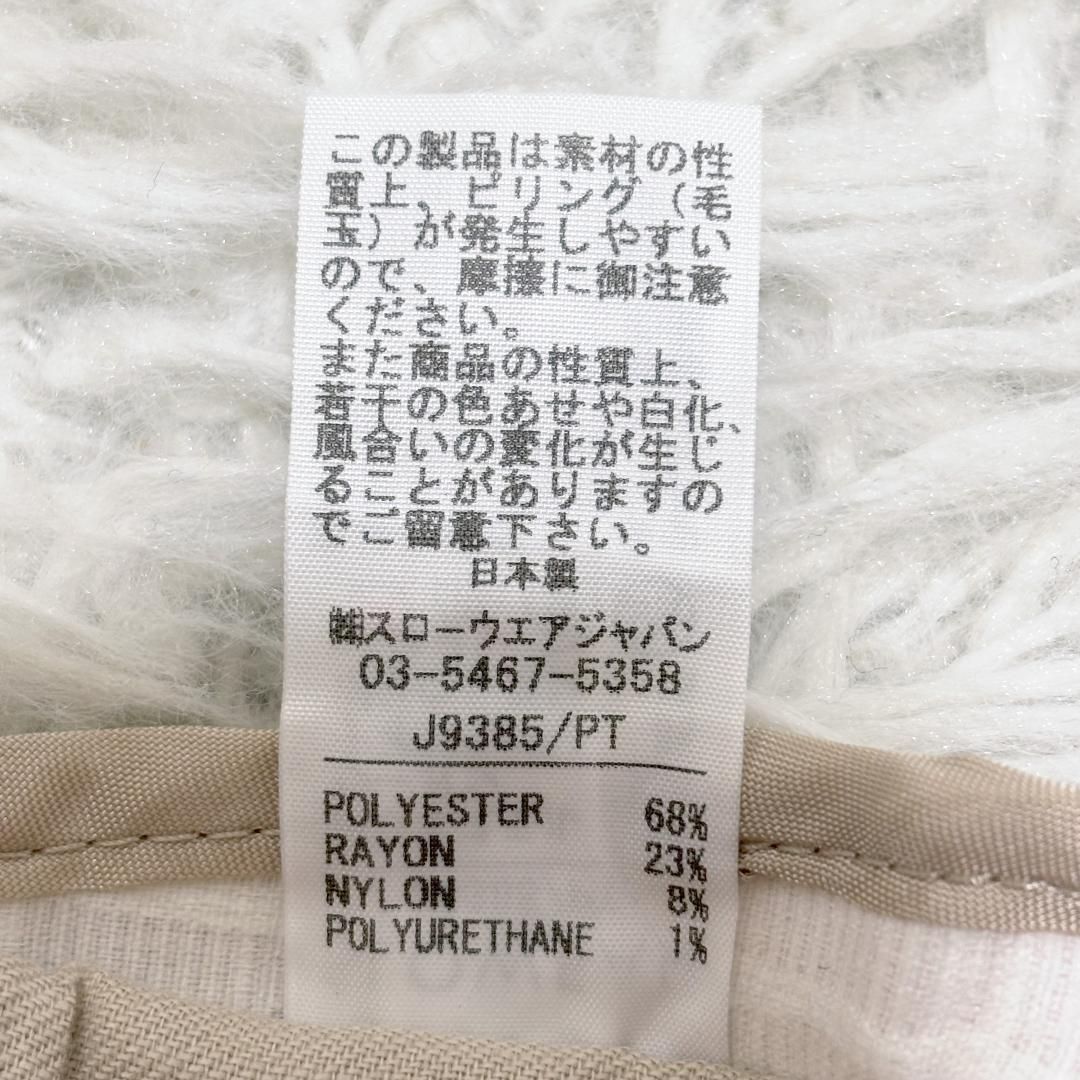 この製品は素材の性
質上、ピリング（毛
玉）が発生しやすい
ので、摩擦に御注意
ください。
また商品の性質上、
若干の色あせや白化、
風合いの変化が生じ
ることがありますの
でご留意下さい。
日本製
㈱スローウエアジャパン
03-5467-5358
J9385/PT
POLYESTER 68%
RAYON 23%
NYLON 8%
POLYURETHANE 1%